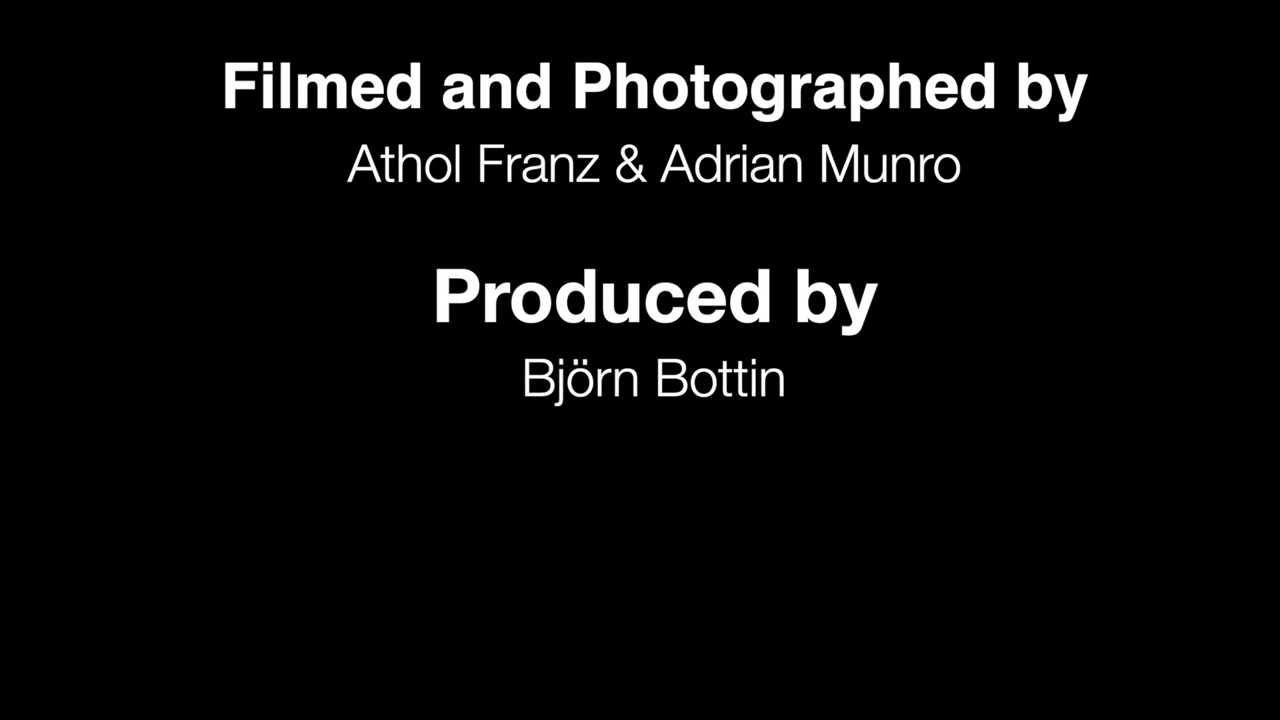 Filmed and Photographed by
Athol Franz & Adrian Munro
Produced by
Björn Bottin